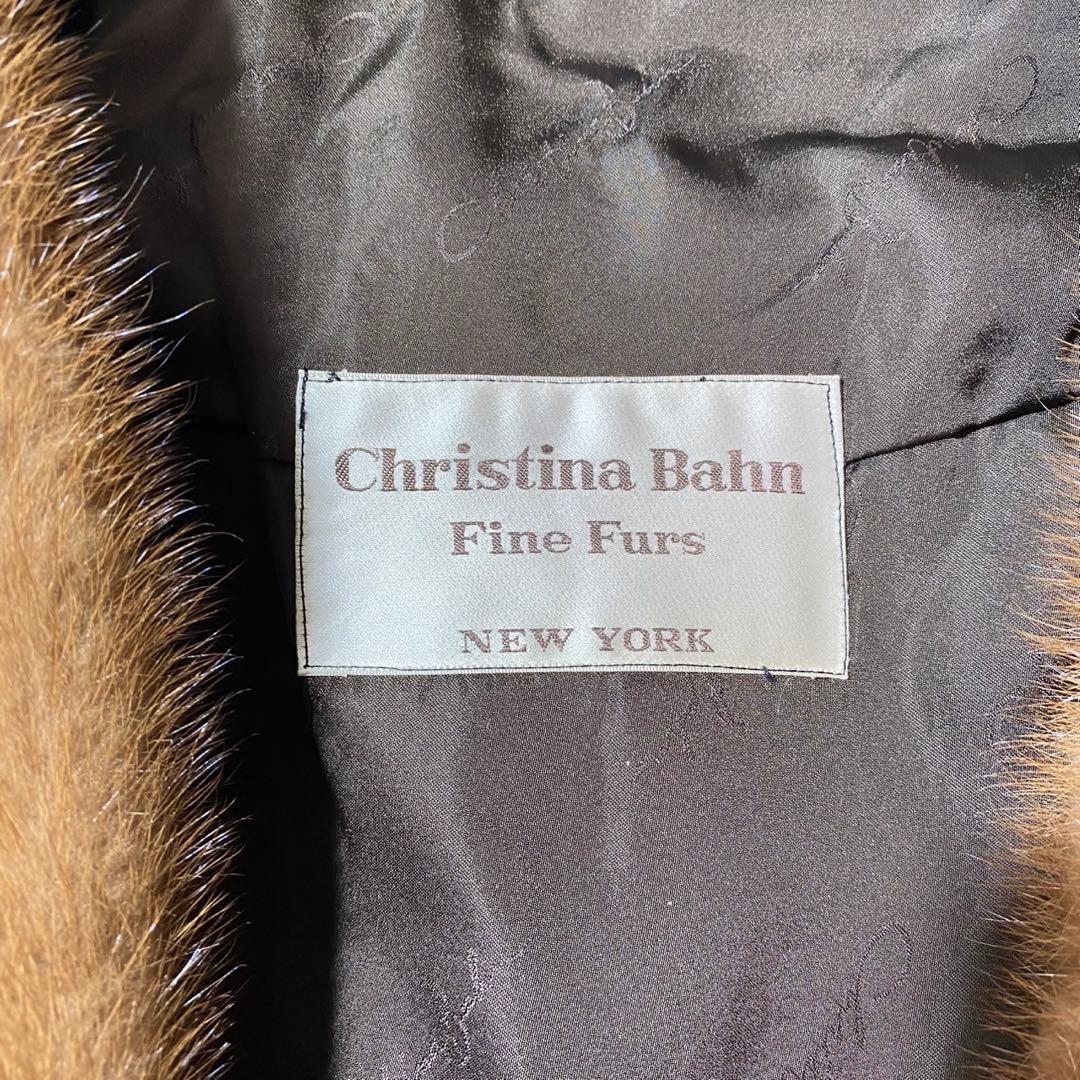 Christina Bahn
Fine Furs
NEW YORK